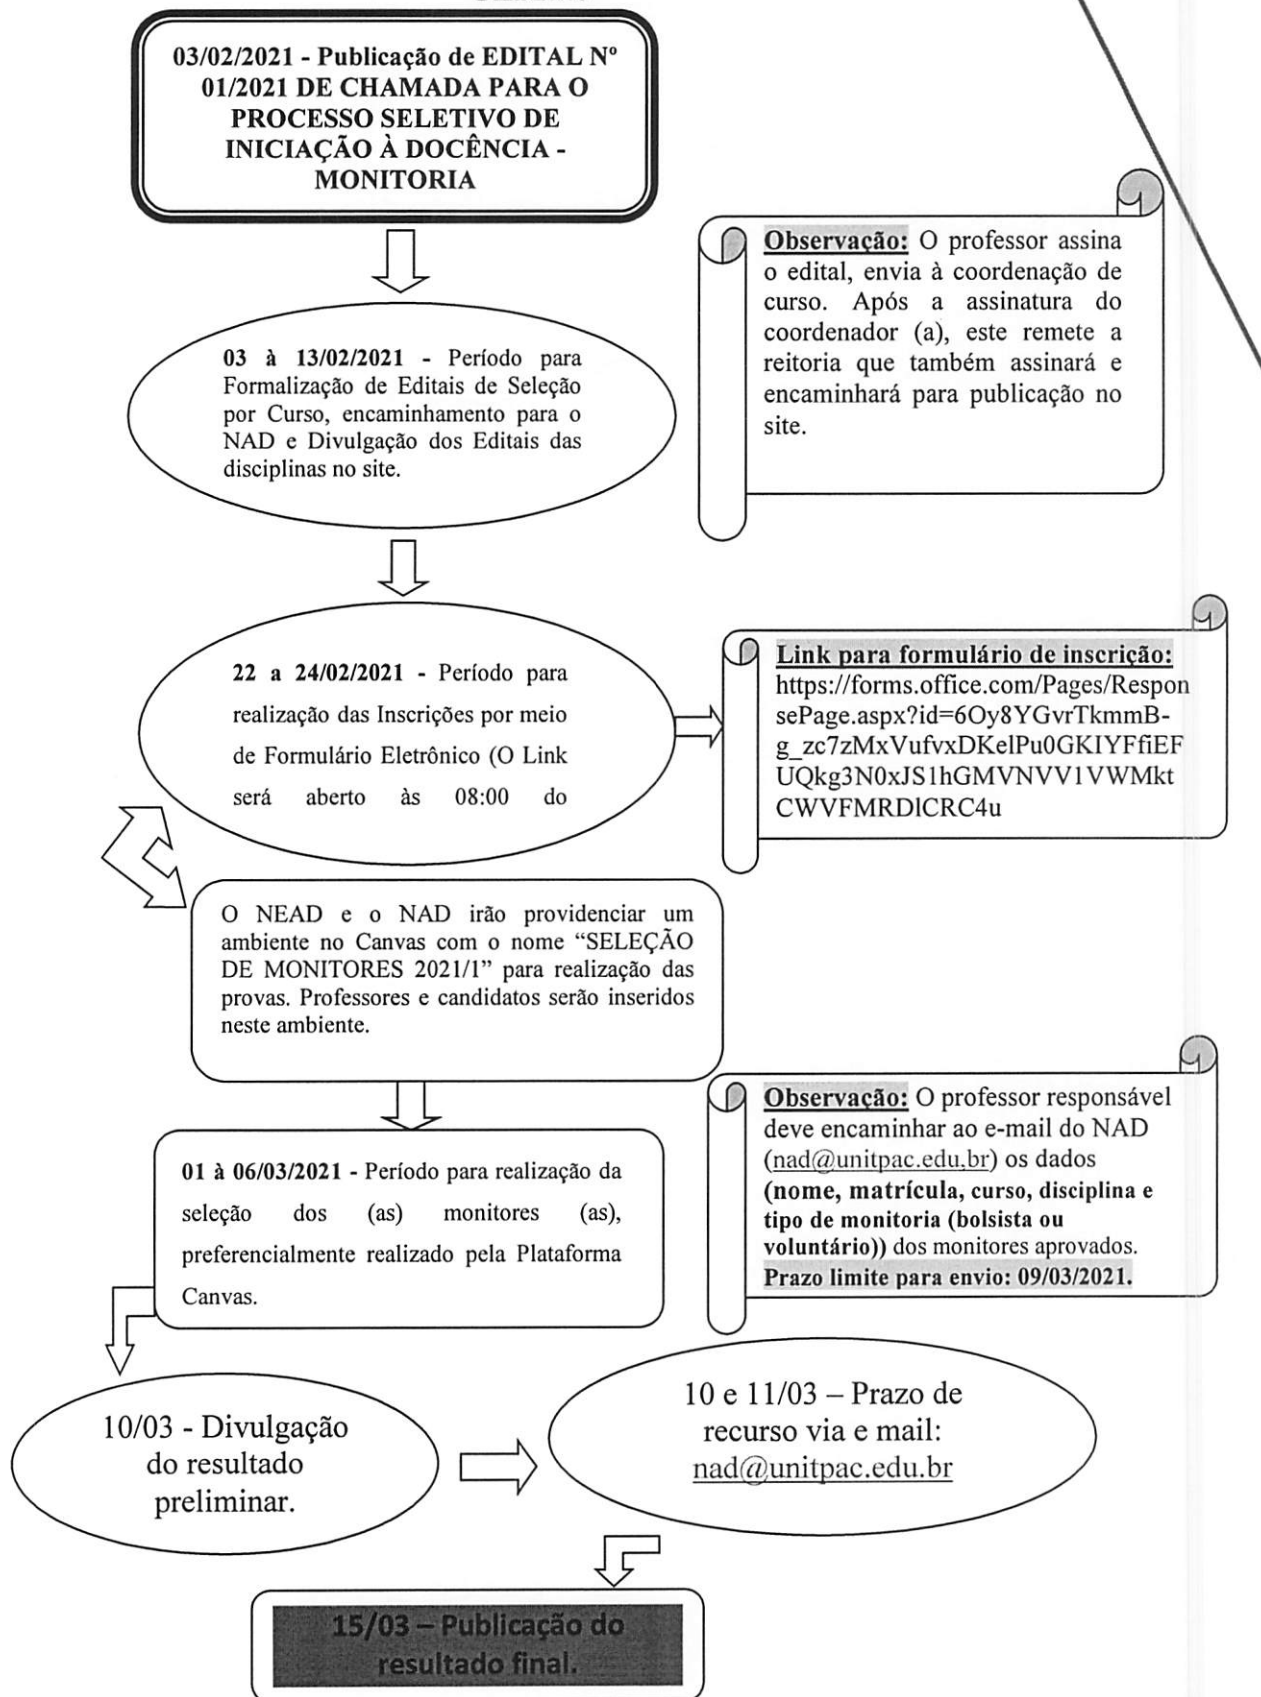 03/02/2021 - Publicação de EDITAL Nº
01/2021 DE CHAMADA PARA O
PROCESSO SELETIVO DE
INICIAÇÃO À DOCÊNCIA -
MONITORIA
Observação: O professor assina
o edital, envia à coordenação de
curso. Após a assinatura do
coordenador (a), este remete a
reitoria que também assinará e
encaminhará para publicação no
site.
03 à 13/02/2021 - Período para
Formalização de Editais de Seleção
por Curso, encaminhamento para o
NAD e Divulgação dos Editais das
disciplinas no site.
22 a 24/02/2021 - Período para
realização das Inscrições por meio
de Formulário Eletrônico (O Link
será aberto às 08:00 do
Link para formulário de inscrição:
https://forms.office.com/Pages/Respon
sePage.aspx?id=6Oy8YGvrTkmmB-
g_zc7zMxVufvxDKelPu0GKIYFfiEF
UQkg3N0xJS1hGMVNVV1VWMkt
CWVFMRDlCRC4u
O NEAD e o NAD irão providenciar um
ambiente no Canvas com o nome “SELEÇÃO
DE MONITORES 2021/1” para realização das
provas. Professores e candidatos serão inseridos
neste ambiente.
01 à 06/03/2021 - Período para realização da
seleção dos (as) monitores (as),
preferencialmente realizado pela Plataforma
Canvas.
Observação: O professor responsável
deve encaminhar ao e-mail do NAD
(nad@unitpac.edu.br) os dados
(nome, matrícula, curso, disciplina e
tipo de monitoria (bolsista ou
voluntário)) dos monitores aprovados.
Prazo limite para envio: 09/03/2021.
10/03 - Divulgação
do resultado
preliminar.
10 e 11/03 – Prazo de
recurso via e mail:
nad@unitpac.edu.br
15/03 – Publicação do
resultado final.